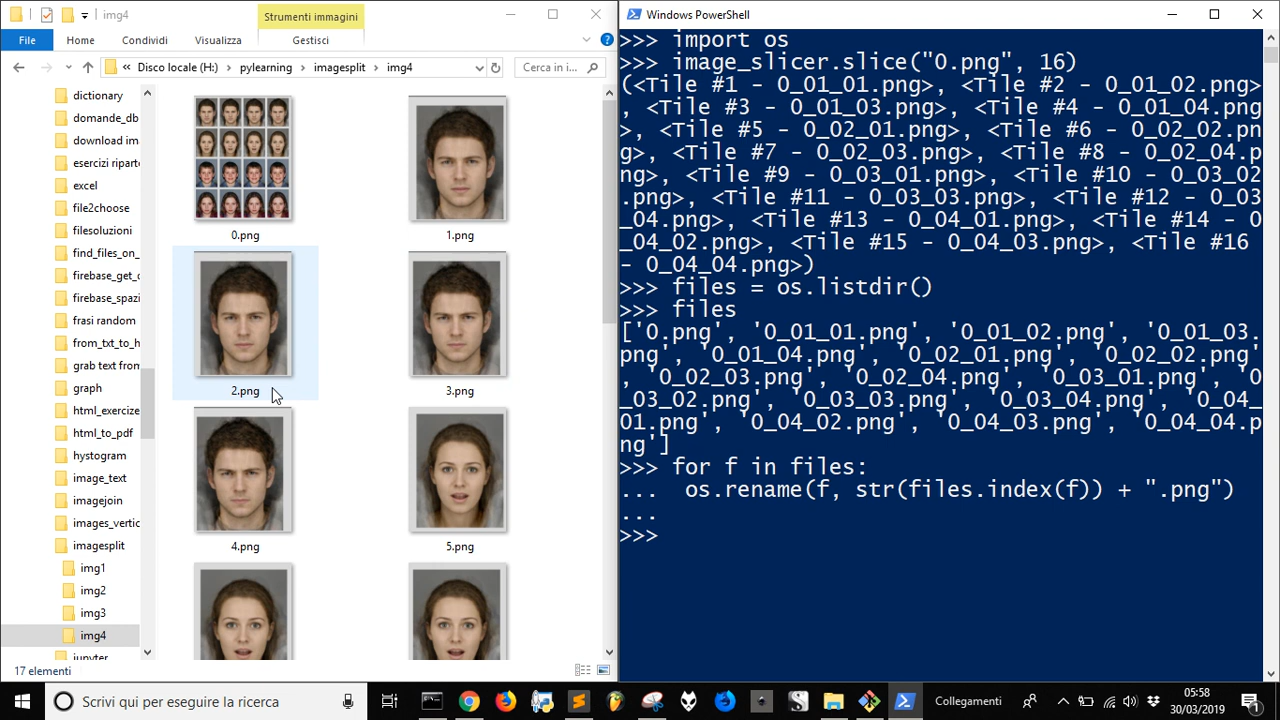 img4
Strumenti immagini
File
Home
Condividi
Visualizza
Gestisci
?
« Disco locale (H:) > pylearning > imagesplit > img4
Cerca in i...
dictionary
domande_db
download im
esercizi riparto
excel
file2choose
filesoluzioni
find_files_on_
firebase_get_c
firebase_spazi
frasi random
from_txt_to_h
grab text from
graph
html_exercize
html_to_pdf
hystogram
image_text
imagejoin
images_vertic
imagesplit
img1
img2
img3
img4
jupyter
0.png
1.png
2.png
3.png
4.png
5.png
17 elementi
Windows PowerShell
>>> import os
>>> image_slicer.slice("0.png", 16)
(<Tile #1 - 0_01_01.png>, <Tile #2 - 0_01_02.png>
, <Tile #3 - 0_01_03.png>, <Tile #4 - 0_01_04.png
>, <Tile #5 - 0_02_01.png>, <Tile #6 - 0_02_02.pn
g>, <Tile #7 - 0_02_03.png>, <Tile #8 - 0_02_04.p
ng>, <Tile #9 - 0_03_01.png>, <Tile #10 - 0_03_02
.png>, <Tile #11 - 0_03_03.png>, <Tile #12 - 0_03
_04.png>, <Tile #13 - 0_04_01.png>, <Tile #14 - 0
_04_02.png>, <Tile #15 - 0_04_03.png>, <Tile #16
- 0_04_04.png>)
>>> files = os.listdir()
>>> files
['0.png', '0_01_01.png', '0_01_02.png', '0_01_03.
png', '0_01_04.png', '0_02_01.png', '0_02_02.png'
, '0_02_03.png', '0_02_04.png', '0_03_01.png', '0
_03_02.png', '0_03_03.png', '0_03_04.png', '0_04_
01.png', '0_04_02.png', '0_04_03.png', '0_04_04.p
ng']
>>> for f in files:
...  os.rename(f, str(files.index(f)) + ".png")
...
>>>
Scrivi qui per eseguire la ricerca
Collegamenti
05:58
30/03/2019
1